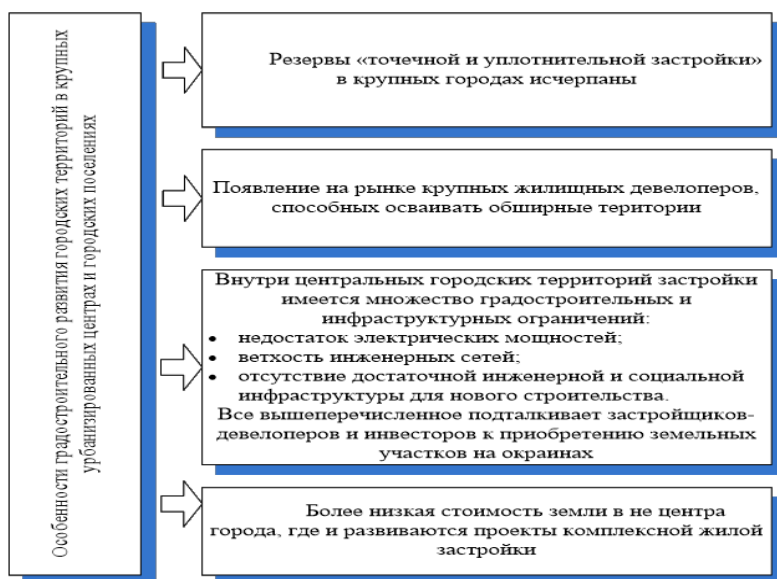 Особенности градостроительного развития городских территорий в крупных
урбанизированных центрах и городских поселениях
Резервы «точечной и уплотнительной застройки»
в крупных городах исчерпаны
Появление на рынке крупных жилищных девелоперов,
способных осваивать обширные територии
Внутри центральных городских территорий застройки
имеется множество градостроительных и
инфраструктурных ограничений:
• недостаток электрических мощностей;
• ветхость инженерных сетей;
• отсутствие достаточной инженерной и социальной
инфраструктуры для нового строительства.
Все вышеперечисленное подталкивает застройщиков-
девелоперов и инвесторов к приобретению земельных
участков на окраинах
Более низкая стоимость земли в не центра
города, где и развиваются проекты комплексной жилой
застройки